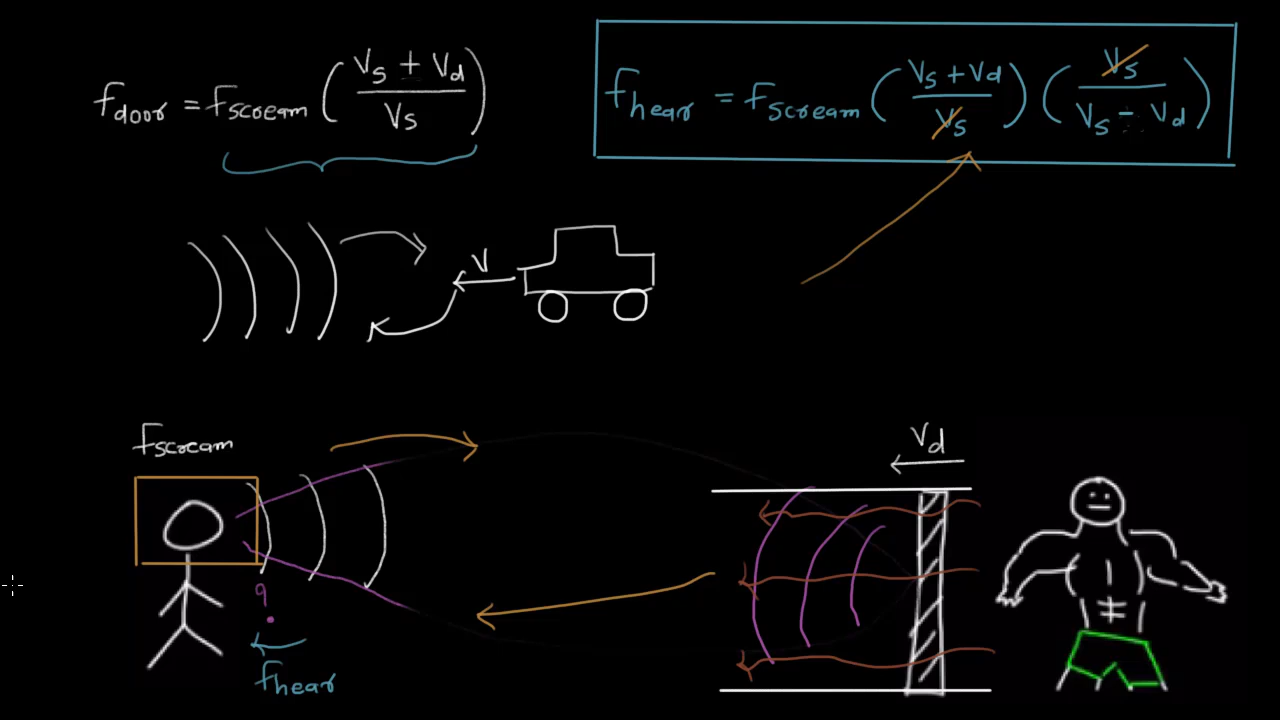 f_door = f_scream ( (V_s + V_d) / V_s )
f_hear = f_scream ( (V_s + V_d) / V_s ) ( V_s / (V_s - V_d) )
V
f_scream
V_d
?
f_hear